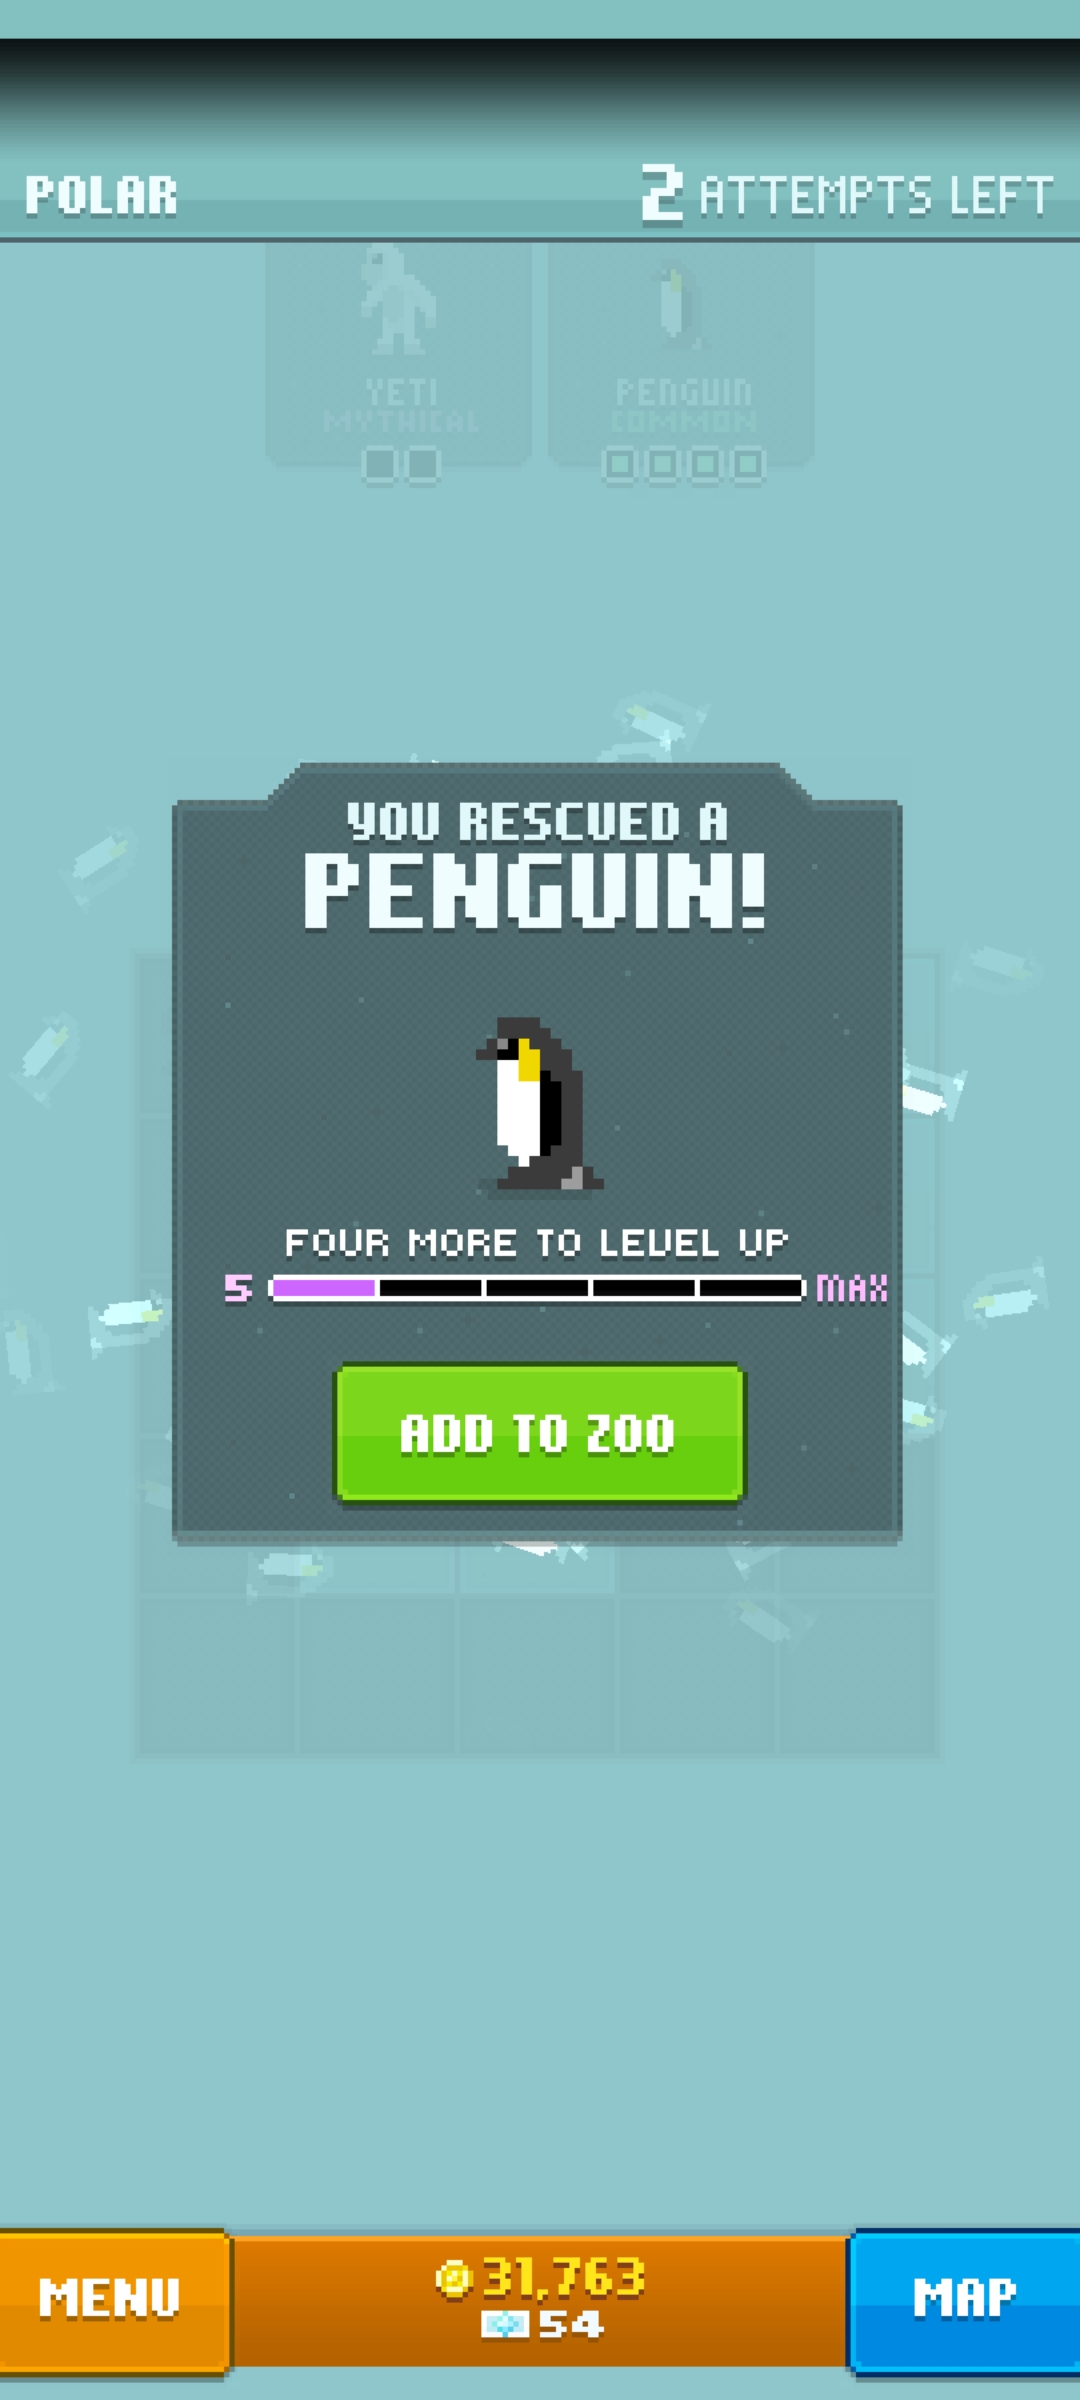 POLAR
2 ATTEMPTS LEFT
YETI
MYTHICAL
PENGUIN
COMMON
YOU RESCUED A
PENGUIN!
FOUR MORE TO LEVEL UP
5 MAX
ADD TO ZOO
MENU
31,763
54
MAP